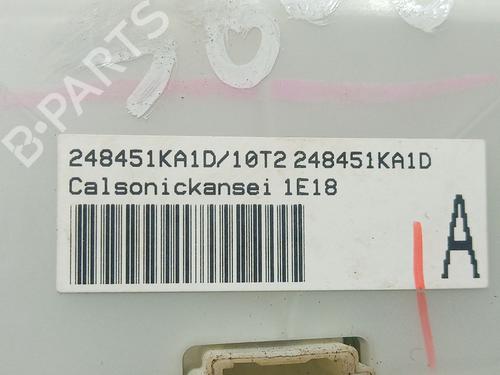 B-PARTS
248451KA1D/10T2 248451KA1D
Calsonickansei 1E18
A